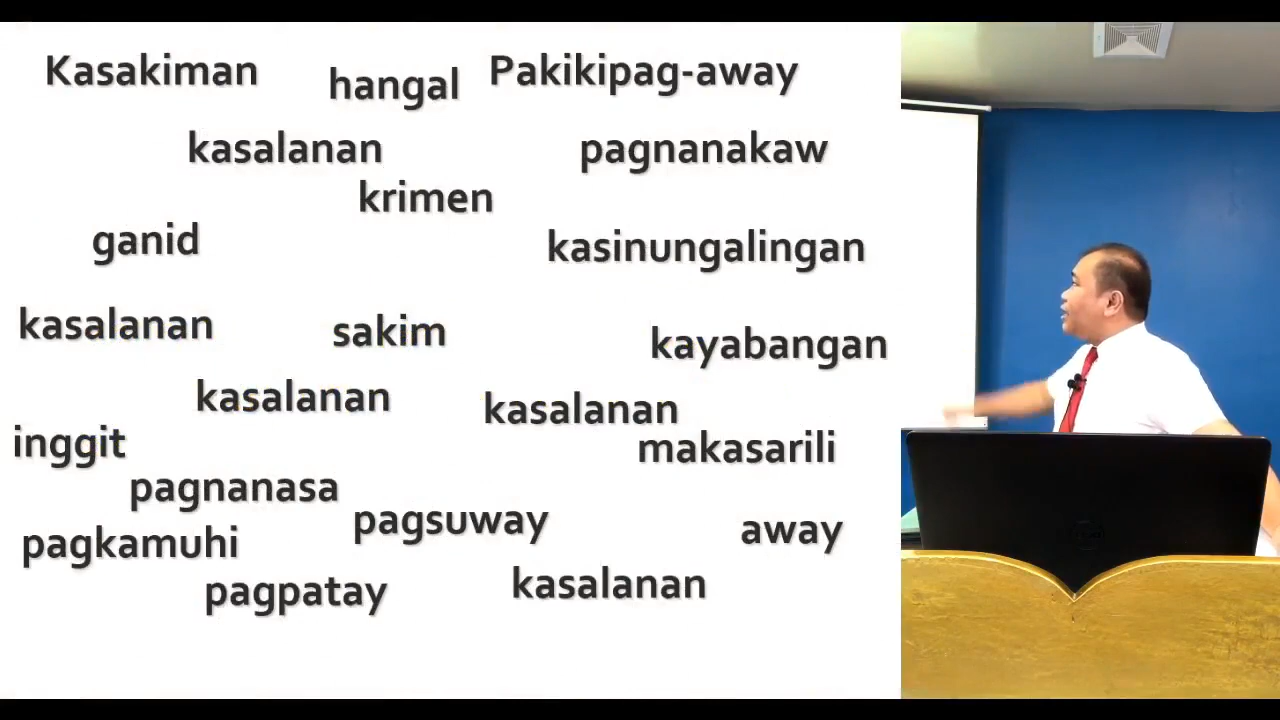 Kasakiman hangal Pakikipag-away
kasalanan pagnanakaw
krimen
ganid kasinungalingan
kasalanan sakim kayabangan
kasalanan kasalanan
inggit makasarili
pagnanasa
pagkamuhi pagsuway away
pagpatay kasalanan